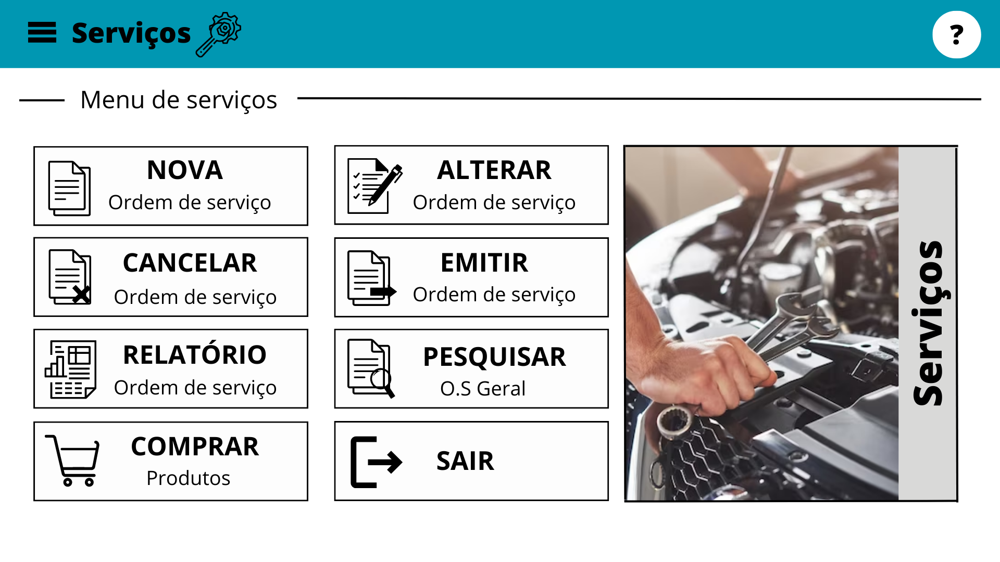 Serviços
?
Menu de serviços
NOVA
Ordem de serviço
ALTERAR
Ordem de serviço
CANCELAR
Ordem de serviço
EMITIR
Ordem de serviço
RELATÓRIO
Ordem de serviço
PESQUISAR
O.S Geral
COMPRAR
Produtos
SAIR
Serviços